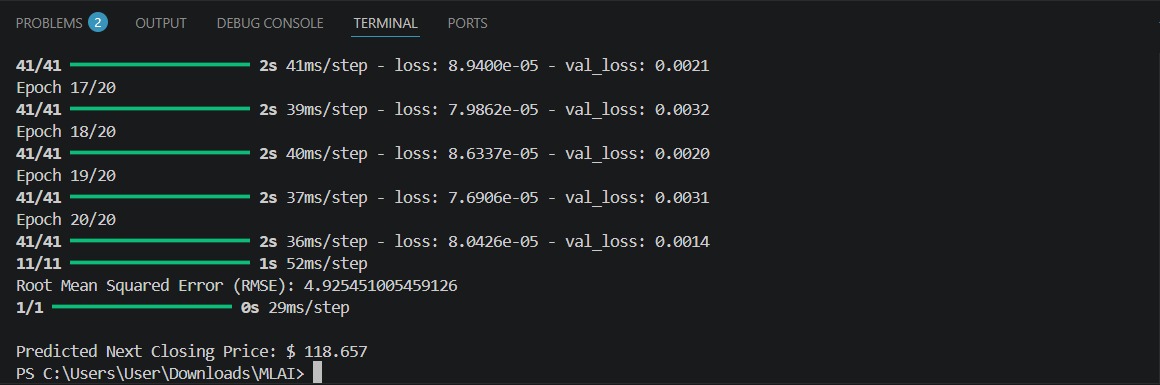 PROBLEMS 2 OUTPUT DEBUG CONSOLE TERMINAL PORTS
41/41 2s 41ms/step - loss: 8.9400e-05 - val_loss: 0.0021
Epoch 17/20
41/41 2s 39ms/step - loss: 7.9862e-05 - val_loss: 0.0032
Epoch 18/20
41/41 2s 40ms/step - loss: 8.6337e-05 - val_loss: 0.0020
Epoch 19/20
41/41 2s 37ms/step - loss: 7.6906e-05 - val_loss: 0.0031
Epoch 20/20
41/41 2s 36ms/step - loss: 8.0426e-05 - val_loss: 0.0014
11/11 1s 52ms/step
Root Mean Squared Error (RMSE): 4.925451005459126
1/1 0s 29ms/step
Predicted Next Closing Price: $ 118.657
PS C:\Users\User\Downloads\MLAI>